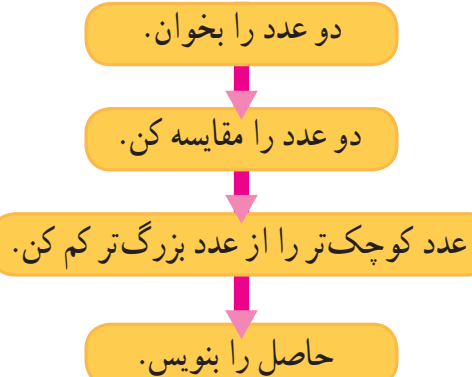 دو عدد را بخوان.
دو عدد را مقایسه کن.
عدد کوچک‌تر را از عدد بزرگ‌تر کم کن.
حاصل را بنویس.